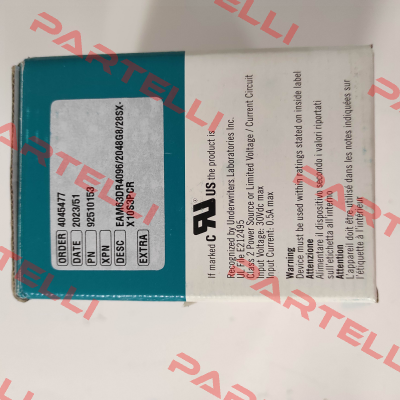 ORDER 4045477
DATE 2023/51
PN 92510153
XPN
DESC EAM63DR4096/2048G8/28SX-
X10S3PCR
EXTRA
If marked c RU US the product is
Recognized by Underwriters Laboratories Inc.
UL File E212495
Class 2 Power Source or Limited Voltage / Current Circuit
Input Voltage: 30Vdc max
Input Current: 0.5A max
Warning
Device must be used within ratings stated on inside label
Attenzione
Alimentare il dispositivo secondo i valori riportati
sull'etichetta all'interno
Attention
L'appareil doit être utilisé dans les notes indiquées sur
l'étiquette à l'intérieur
PARTELLI
PARTELLI
PARTELLI
PARTELLI